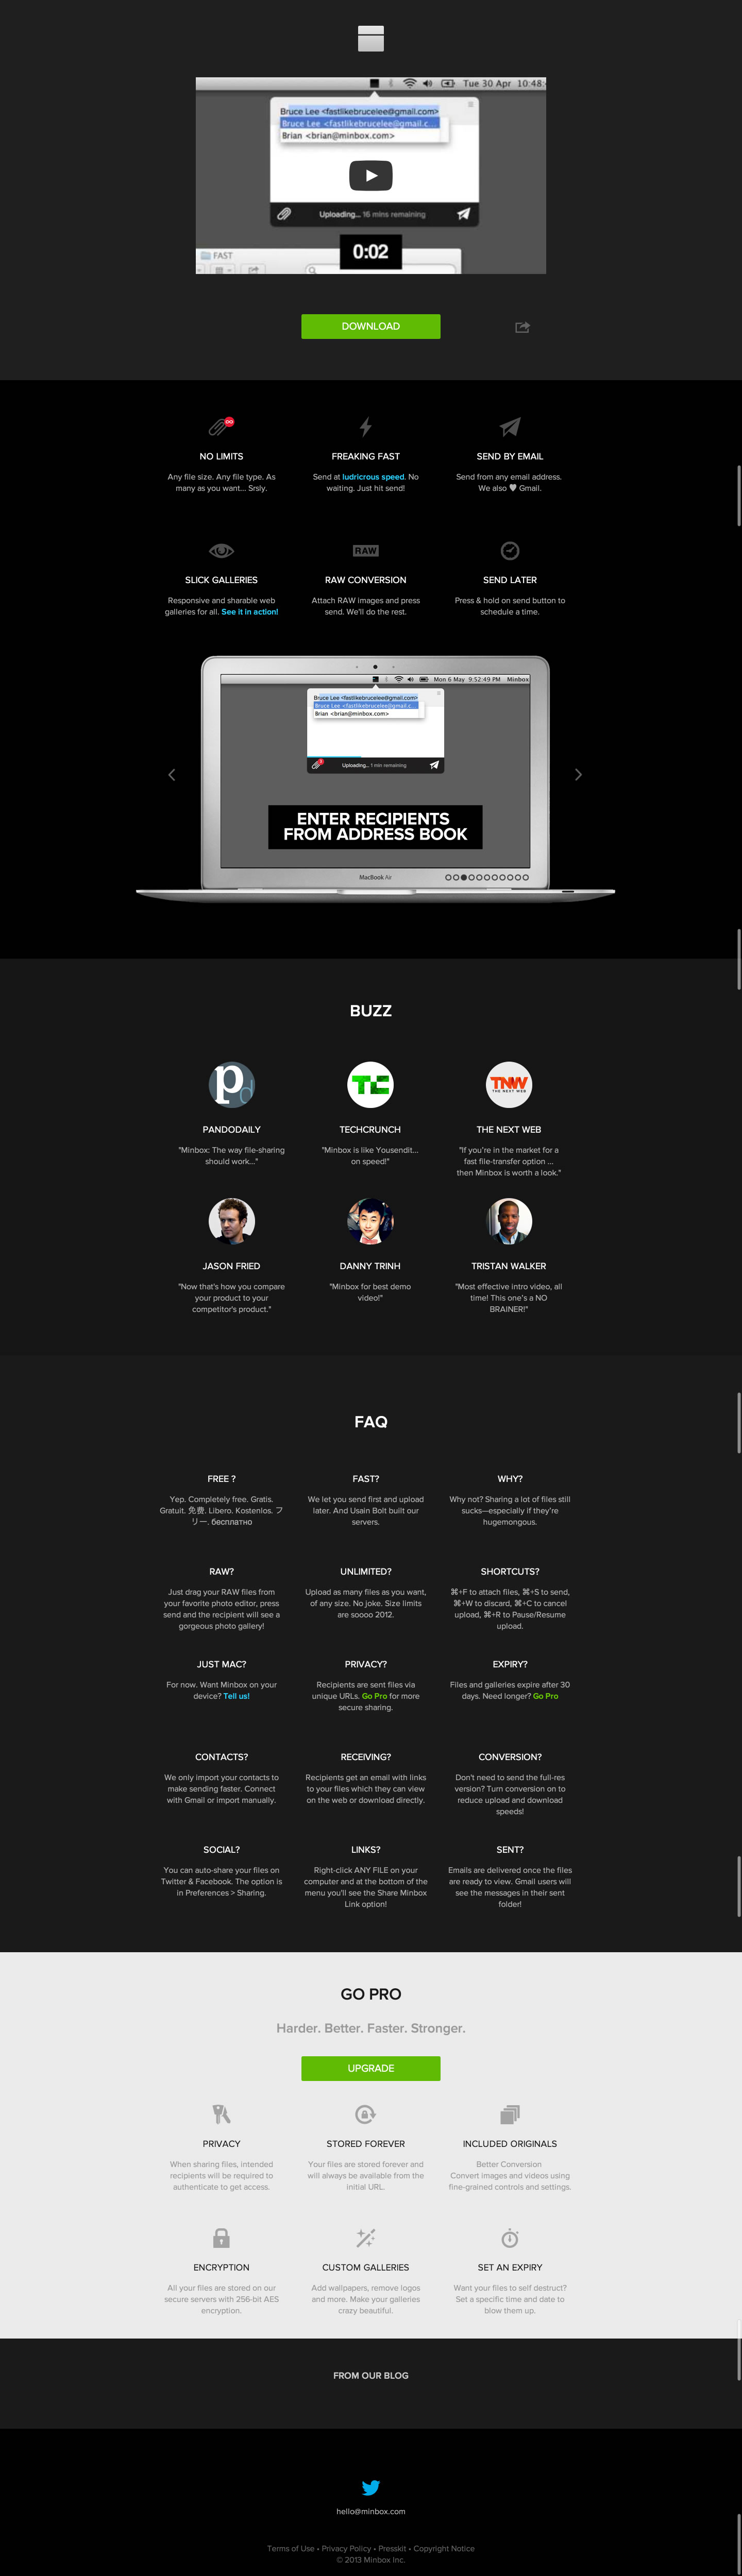 Tue 30 Apr 10:48:
Bruce Lee <fastlikebrucelee@gmail.com>
Bruce Lee <fastlikebrucelee@gmail.c...
Brian <brian@minbox.com>
Uploading... 16 mins remaining
FAST
0:02
DOWNLOAD
NO LIMITS
Any file size. Any file type. As
many as you want... Srsly.
FREAKING FAST
Send at ludricrous speed. No
waiting. Just hit send!
SEND BY EMAIL
Send from any email address.
We also ♥ Gmail.
SLICK GALLERIES
Responsive and sharable web
galleries for all. See it in action!
RAW
RAW CONVERSION
Attach RAW images and press
send. We'll do the rest.
SEND LATER
Press & hold on send button to
schedule a time.
Mon 6 May 9:52:49 PM Minbox
Bruce Lee <fastlikebrucelee@gmail.com>
Bruce Lee <fastlikebrucelee@gmail.c...
Brian <brian@minbox.com>
Uploading... 1 min remaining
ENTER RECIPIENTS
FROM ADDRESS BOOK
MacBook Air
BUZZ
pd
PANDODAILY
"Minbox: The way file-sharing
should work..."
TC
TECHCRUNCH
"Minbox is like Yousendit...
on speed!"
TNW
THE NEXT WEB
THE NEXT WEB
"If you're in the market for a
fast file-transfer option ...
then Minbox is worth a look."
JASON FRIED
"Now that's how you compare
your product to your
competitor's product."
DANNY TRINH
"Minbox for best demo
video!"
TRISTAN WALKER
"Most effective intro video, all
time! This one's a NO
BRAINER!"
FAQ
FREE ?
Yep. Completely free. Gratis.
Gratuit. 免费. Libero. Kostenlos. フ
リー. бесплатно
FAST?
We let you send first and upload
later. And Usain Bolt built our
servers.
WHY?
Why not? Sharing a lot of files still
sucks—especially if they're
hugemongous.
RAW?
Just drag your RAW files from
your favorite photo editor, press
send and the recipient will see a
gorgeous photo gallery!
UNLIMITED?
Upload as many files as you want,
of any size. No joke. Size limits
are soooo 2012.
SHORTCUTS?
⌘+F to attach files, ⌘+S to send,
⌘+W to discard, ⌘+C to cancel
upload, ⌘+R to Pause/Resume
upload.
JUST MAC?
For now. Want Minbox on your
device? Tell us!
PRIVACY?
Recipients are sent files via
unique URLs. Go Pro for more
secure sharing.
EXPIRY?
Files and galleries expire after 30
days. Need longer? Go Pro
CONTACTS?
We only import your contacts to
make sending faster. Connect
with Gmail or import manually.
RECEIVING?
Recipients get an email with links
to your files which they can view
on the web or download directly.
CONVERSION?
Don't need to send the full-res
version? Turn conversion on to
reduce upload and download
speeds!
SOCIAL?
You can auto-share your files on
Twitter & Facebook. The option is
in Preferences > Sharing.
LINKS?
Right-click ANY FILE on your
computer and at the bottom of the
menu you'll see the Share Minbox
Link option!
SENT?
Emails are delivered once the files
are ready to view. Gmail users will
see the messages in their sent
folder!
GO PRO
Harder. Better. Faster. Stronger.
UPGRADE
PRIVACY
When sharing files, intended
recipients will be required to
authenticate to get access.
STORED FOREVER
Your files are stored forever and
will always be available from the
initial URL.
INCLUDED ORIGINALS
Better Conversion
Convert images and videos using
fine-grained controls and settings.
ENCRYPTION
All your files are stored on our
secure servers with 256-bit AES
encryption.
CUSTOM GALLERIES
Add wallpapers, remove logos
and more. Make your galleries
crazy beautiful.
SET AN EXPIRY
Want your files to self destruct?
Set a specific time and date to
blow them up.
FROM OUR BLOG
hello@minbox.com
Terms of Use • Privacy Policy • Presskit • Copyright Notice
© 2013 Minbox Inc.